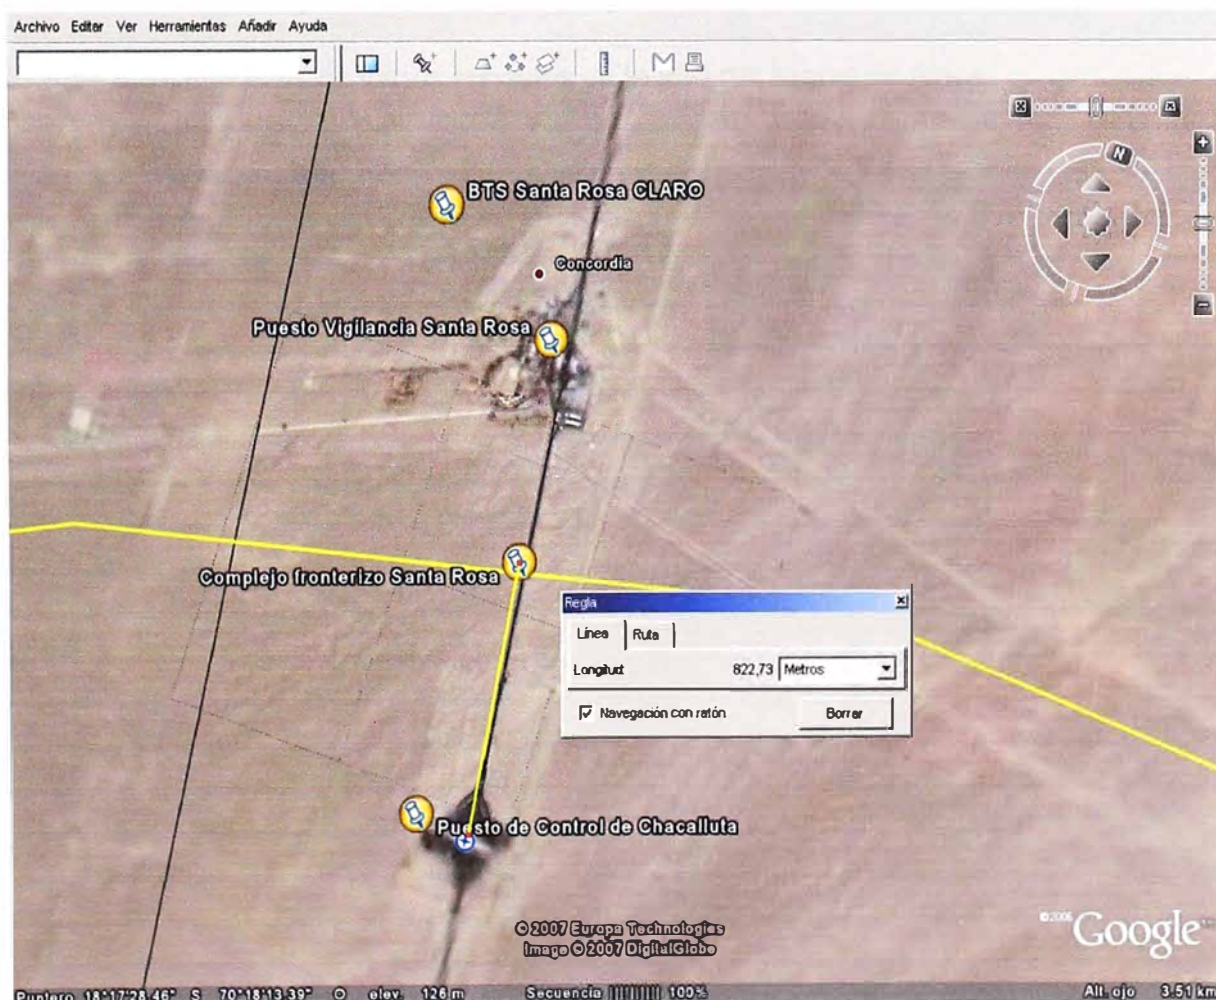 Archivo Editar Ver Herramientas Añadir Ayuda
N
BTS Santa Rosa CLARO
Concordia
Puesto Vigilancia Santa Rosa
Complejo fronterizo Santa Rosa
Regla
Línea Ruta
Longitud: 822,73 Metros
Navegación con ratón Borrar
Puesto de Control de Chacalluta
© 2007 Europa Technologies
Image © 2007 DigitalGlobe
©2006 Google
Puntero 18°17'28.46" S 70°18'13.39" O elev. 126 m Secuencia 100% Alt. ojo 3.51 km